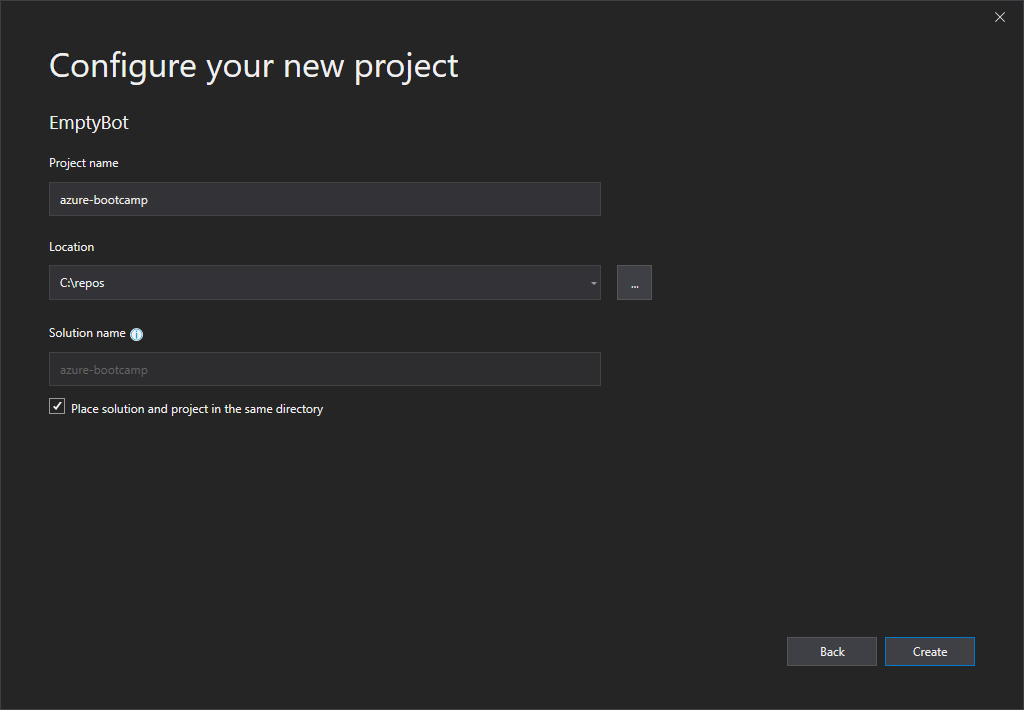 Configure your new project
EmptyBot
Project name
azure-bootcamp
Location
C:\repos
...
Solution name
azure-bootcamp
Place solution and project in the same directory
Back Create